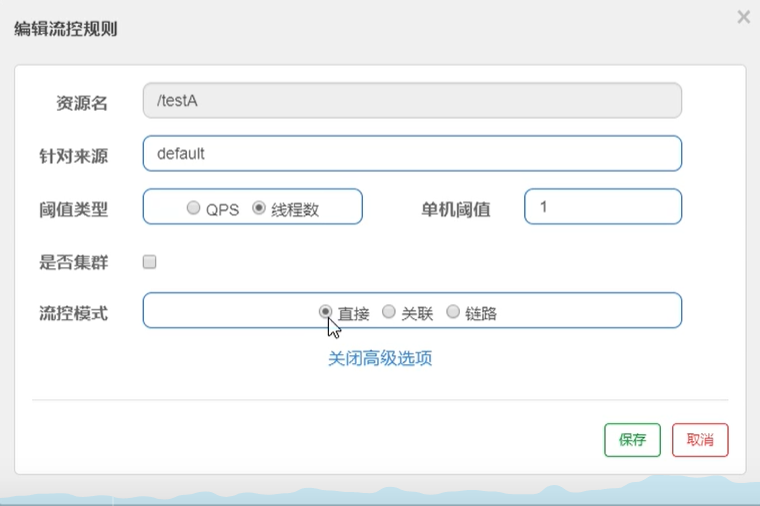 编辑流控规则
×
资源名 /testA
针对来源 default
阈值类型 QPS 线程数 单机阈值 1
是否集群
流控模式 直接 关联 链路
关闭高级选项
保存 取消